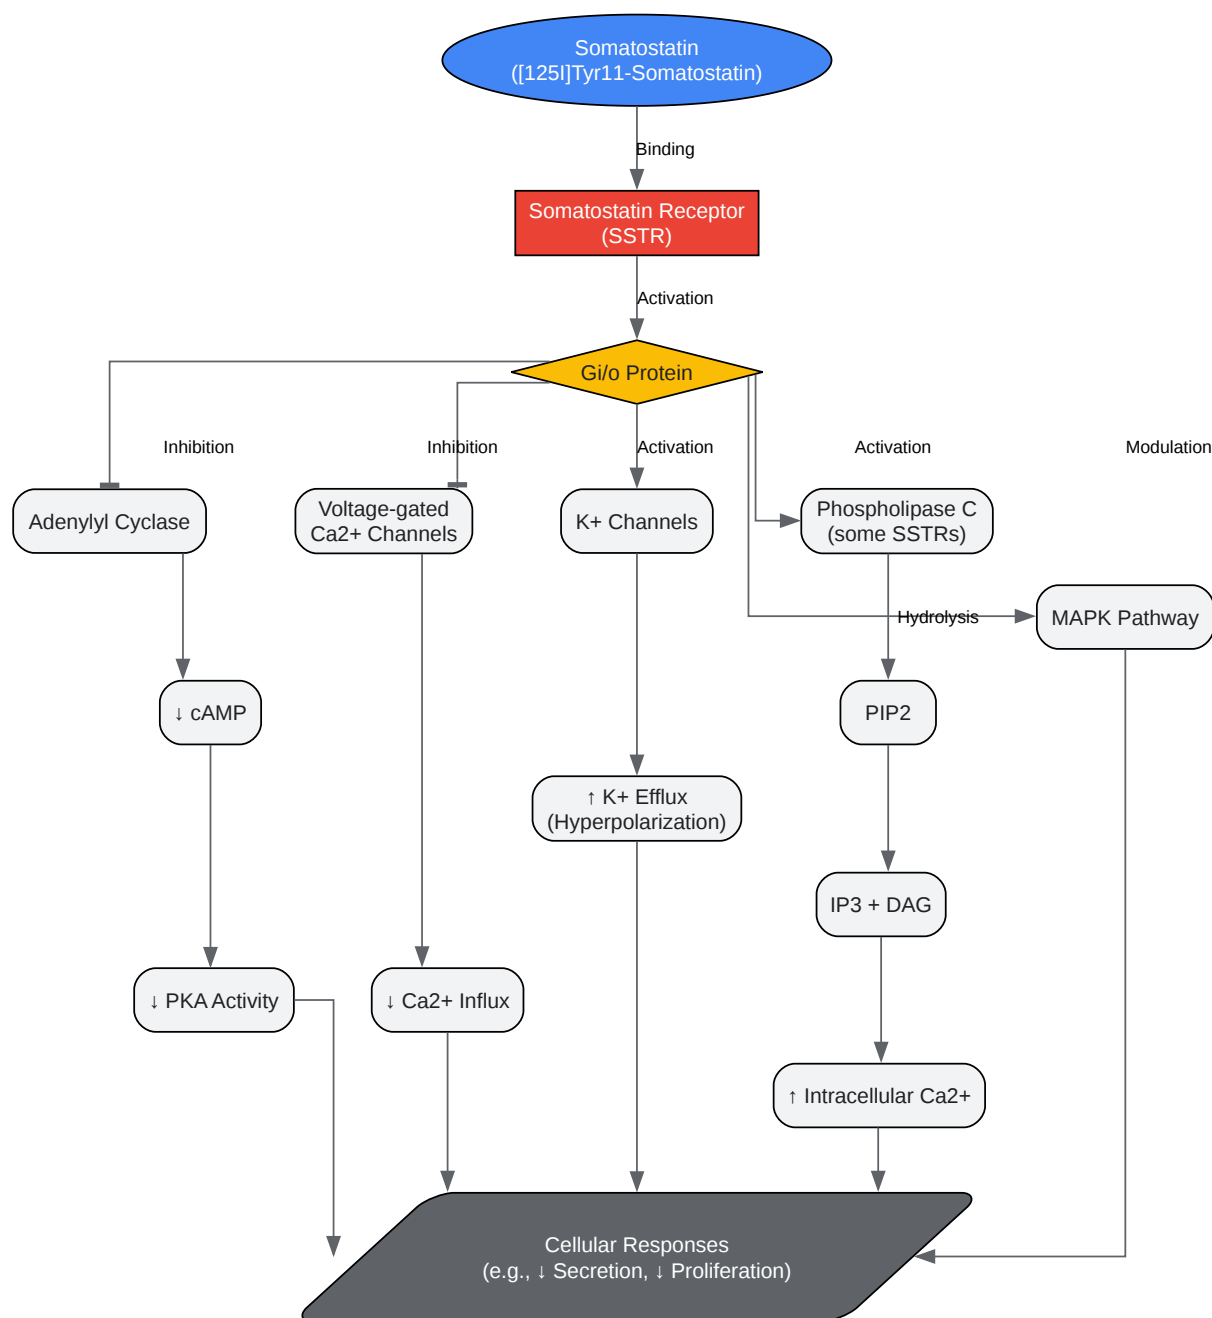 Somatostatin
([125I]Tyr11-Somatostatin)
Binding
Somatostatin Receptor
(SSTR)
Activation
Gi/o Protein
Inhibition
Inhibition
Activation
Activation
Modulation
Adenylyl Cyclase
Voltage-gated
Ca2+ Channels
K+ Channels
Phospholipase C
(some SSTRs)
Hydrolysis
MAPK Pathway
↓ cAMP
PIP2
↑ K+ Efflux
(Hyperpolarization)
IP3 + DAG
↓ PKA Activity
↓ Ca2+ Influx
↑ Intracellular Ca2+
Cellular Responses
(e.g., ↓ Secretion, ↓ Proliferation)